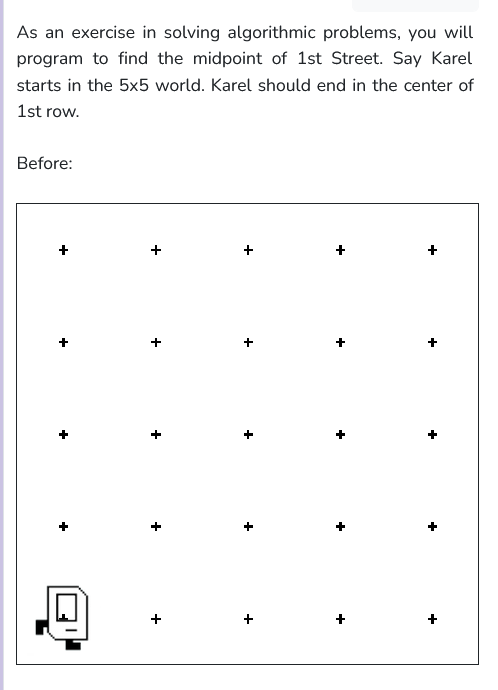 As an exercise in solving algorithmic problems, you will
program to find the midpoint of 1st Street. Say Karel
starts in the 5x5 world. Karel should end in the center of
1st row.
Before: